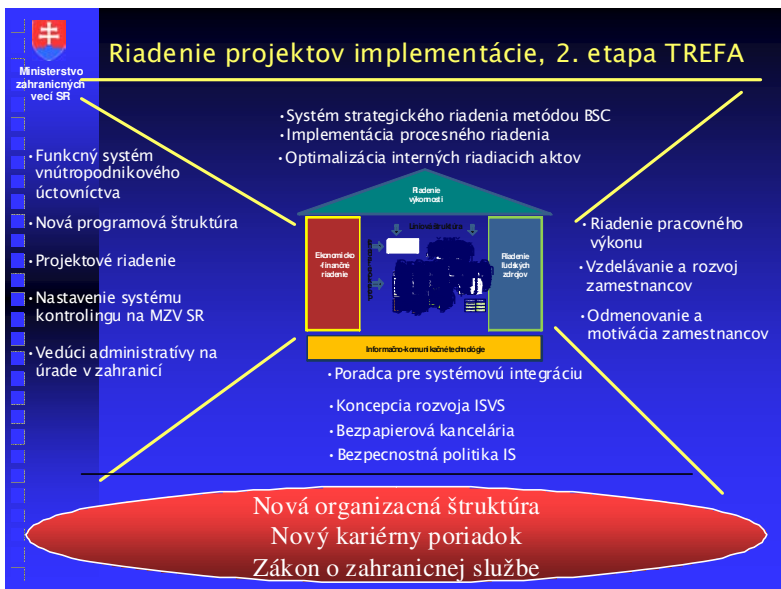 Riadenie projektov implementácie, 2. etapa TREFA
Ministerstvo
zahranicných
vecí SR
•Systém strategického riadenia metódou BSC
•Implementácia procesného riadenia
•Optimalizácia interných riadiacich aktov
•Funkcný systém
vnútropodnikového
úctovníctva
•Nová programová štruktúra
•Projektové riadenie
•Nastavenie systému
kontrolingu na MZV SR
•Vedúci administratívy na
úrade v zahranicí
Riadenie
výkonnosti
Líniová štruktúra
Ekonomicko
-finančné
riadenie
Riadenie
ľudských
zdrojov
Informačno-komunikačné technológie
•Riadenie pracovného
výkonu
•Vzdelávanie a rozvoj
zamestnancov
•Odmenovanie a
motivácia zamestnancov
•Poradca pre systémovú integráciu
•Koncepcia rozvoja ISVS
•Bezpapierová kancelária
•Bezpecnostná politika IS
Nová organizacná štruktúra
Nový kariérny poriadok
Zákon o zahranicnej službe